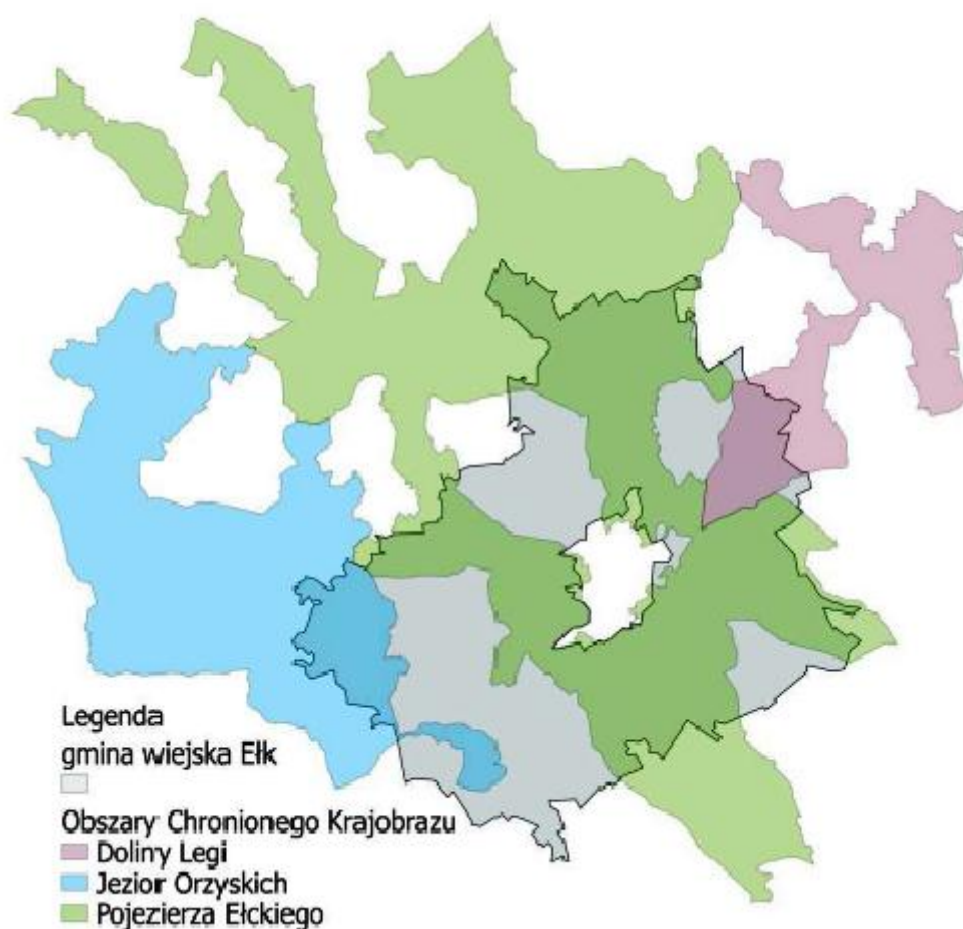 Legenda
gmina wiejska Ełk
Obszary Chronionego Krajobrazu
Doliny Legi
Jezior Orzyskich
Pojezierza Ełckiego